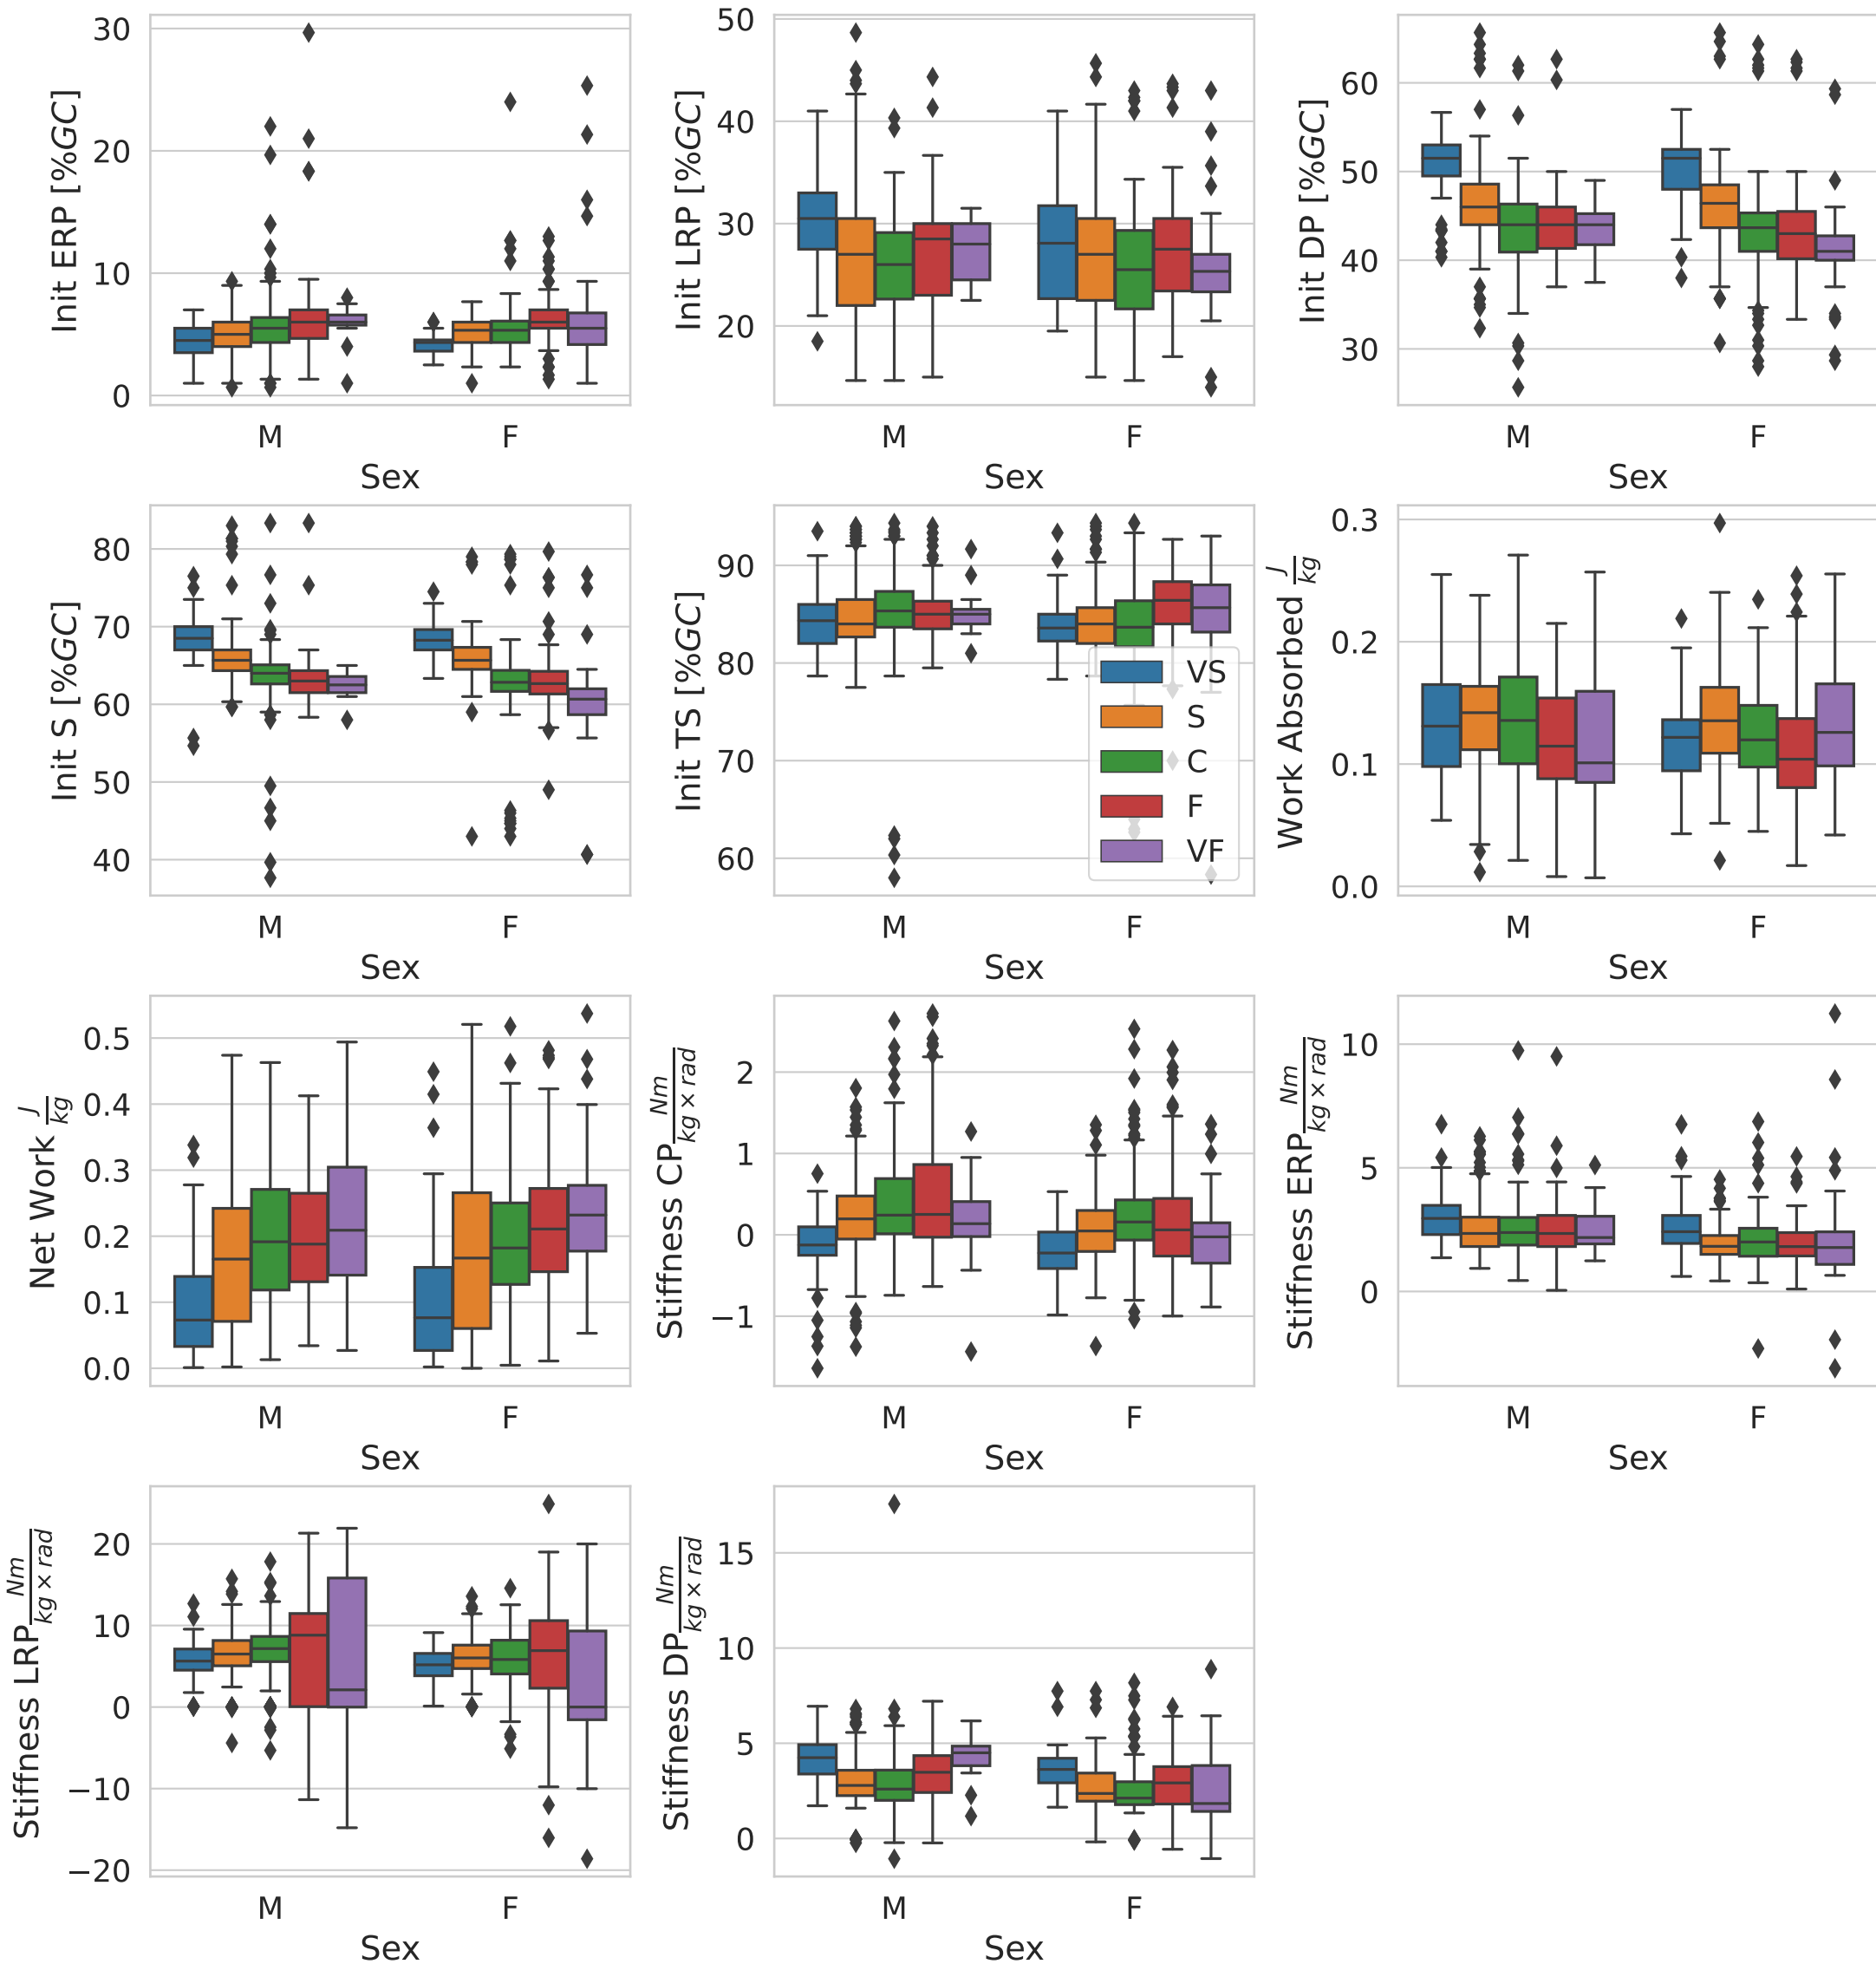 Init ERP [%GC]
30
20
10
0
M F
Sex
Init LRP [%GC]
50
40
30
20
M F
Sex
Init DP [%GC]
60
50
40
30
M F
Sex
Init S [%GC]
80
70
60
50
40
M F
Sex
Init TS [%GC]
90
80
70
60
VS
S
C
F
VF
M F
Sex
Work Absorbed J/kg
0.3
0.2
0.1
0.0
M F
Sex
Net Work J/kg
0.5
0.4
0.3
0.2
0.1
0.0
M F
Sex
Stiffness CP Nm/kg × rad
2
1
0
−1
M F
Sex
Stiffness ERP Nm/kg × rad
10
5
0
M F
Sex
Stiffness LRP Nm/kg × rad
20
10
0
−10
−20
M F
Sex
Stiffness DP Nm/kg × rad
15
10
5
0
M F
Sex